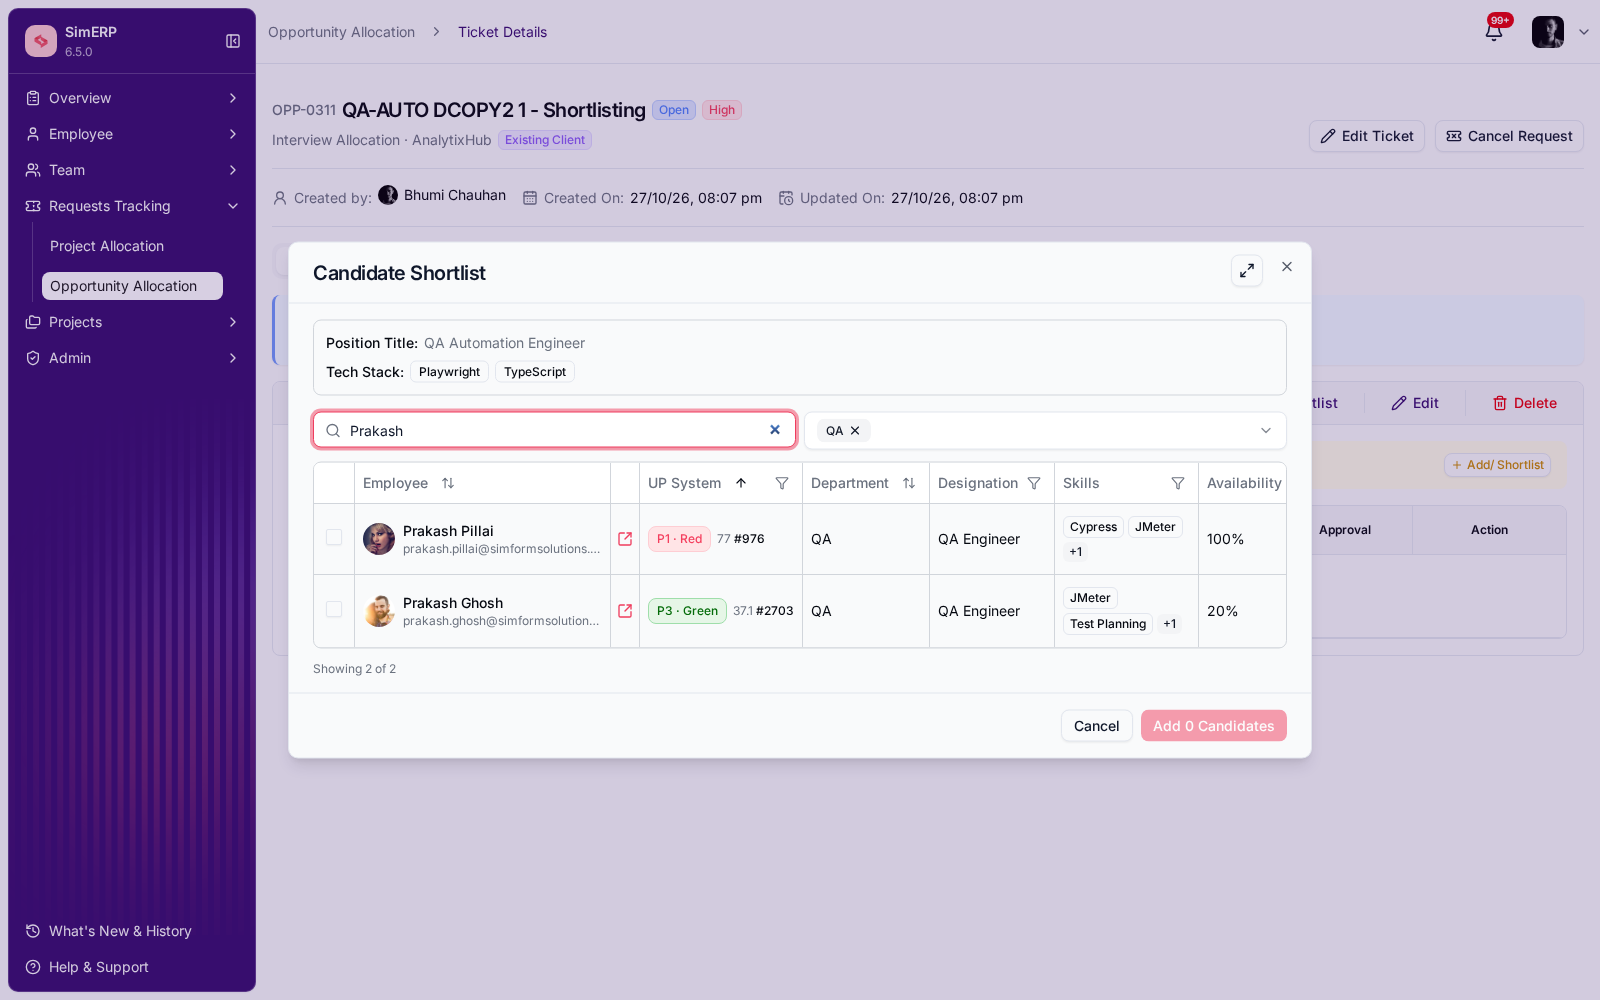 SimERP
6.5.0
Overview
Employee
Team
Requests Tracking
Project Allocation
Opportunity Allocation
Projects
Admin
What's New & History
Help & Support
Opportunity Allocation > Ticket Details
99+
OPP-0311 QA-AUTO DCOPY2 1 - Shortlisting Open High
Interview Allocation · AnalytixHub Existing Client
Edit Ticket Cancel Request
Created by: Bhumi Chauhan Created On: 27/10/26, 08:07 pm Updated On: 27/10/26, 08:07 pm
Candidate Shortlist
Position Title: QA Automation Engineer
Tech Stack: Playwright TypeScript
tlist Edit Delete
Prakash
QA
+ Add/ Shortlist
Employee UP System Department Designation Skills Availability
Approval Action
Prakash Pillai
prakash.pillai@simformsolutions....
P1 · Red 77 #976 QA QA Engineer Cypress JMeter +1 100%
Prakash Ghosh
prakash.ghosh@simformsolution...
P3 · Green 37.1 #2703 QA QA Engineer JMeter Test Planning +1 20%
Showing 2 of 2
Cancel Add 0 Candidates